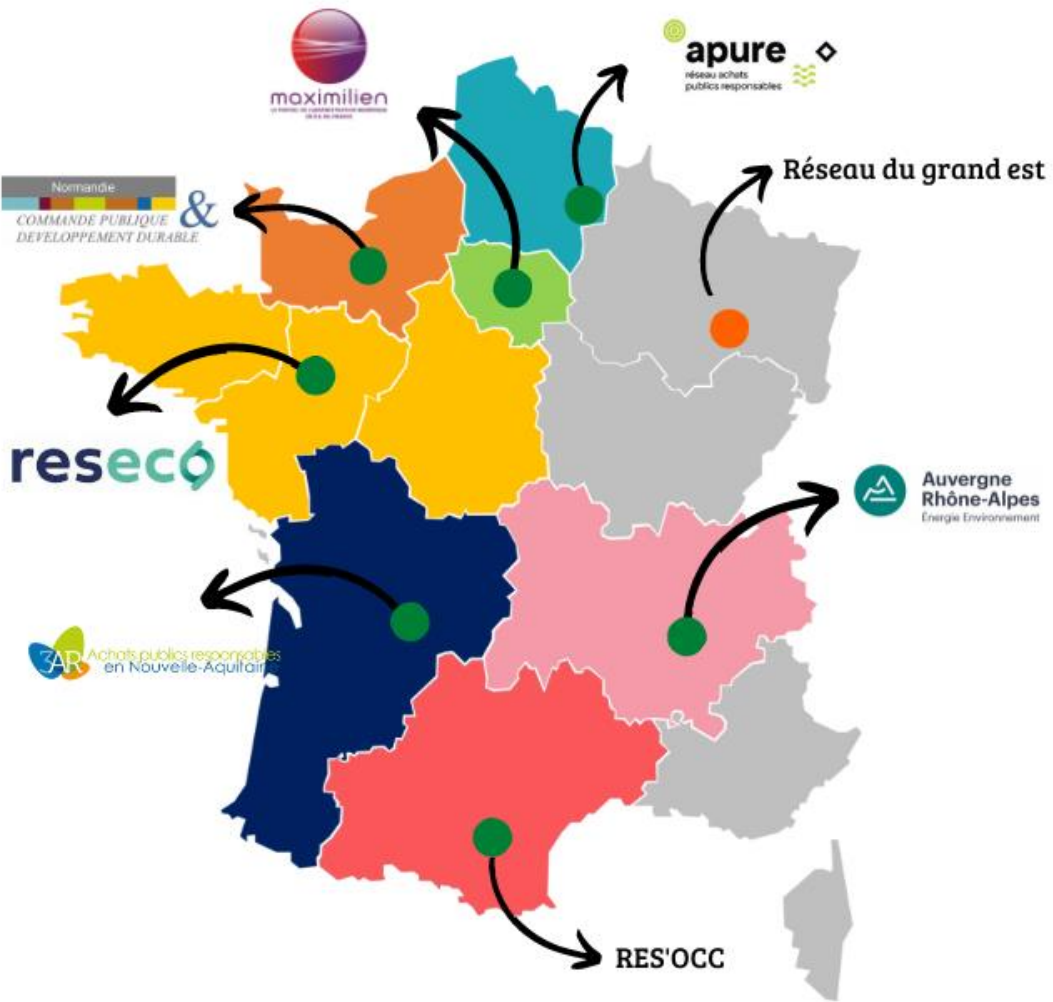 maximilien
apure
réseau achats
publics responsables
Réseau du grand est
Normandie
COMMANDE PUBLIQUE &
DEVELOPPEMENT DURABLE
reseco
Auvergne
Rhône-Alpes
Énergie Environnement
3AR Achats publics responsables
en Nouvelle-Aquitaine
RES'OCC